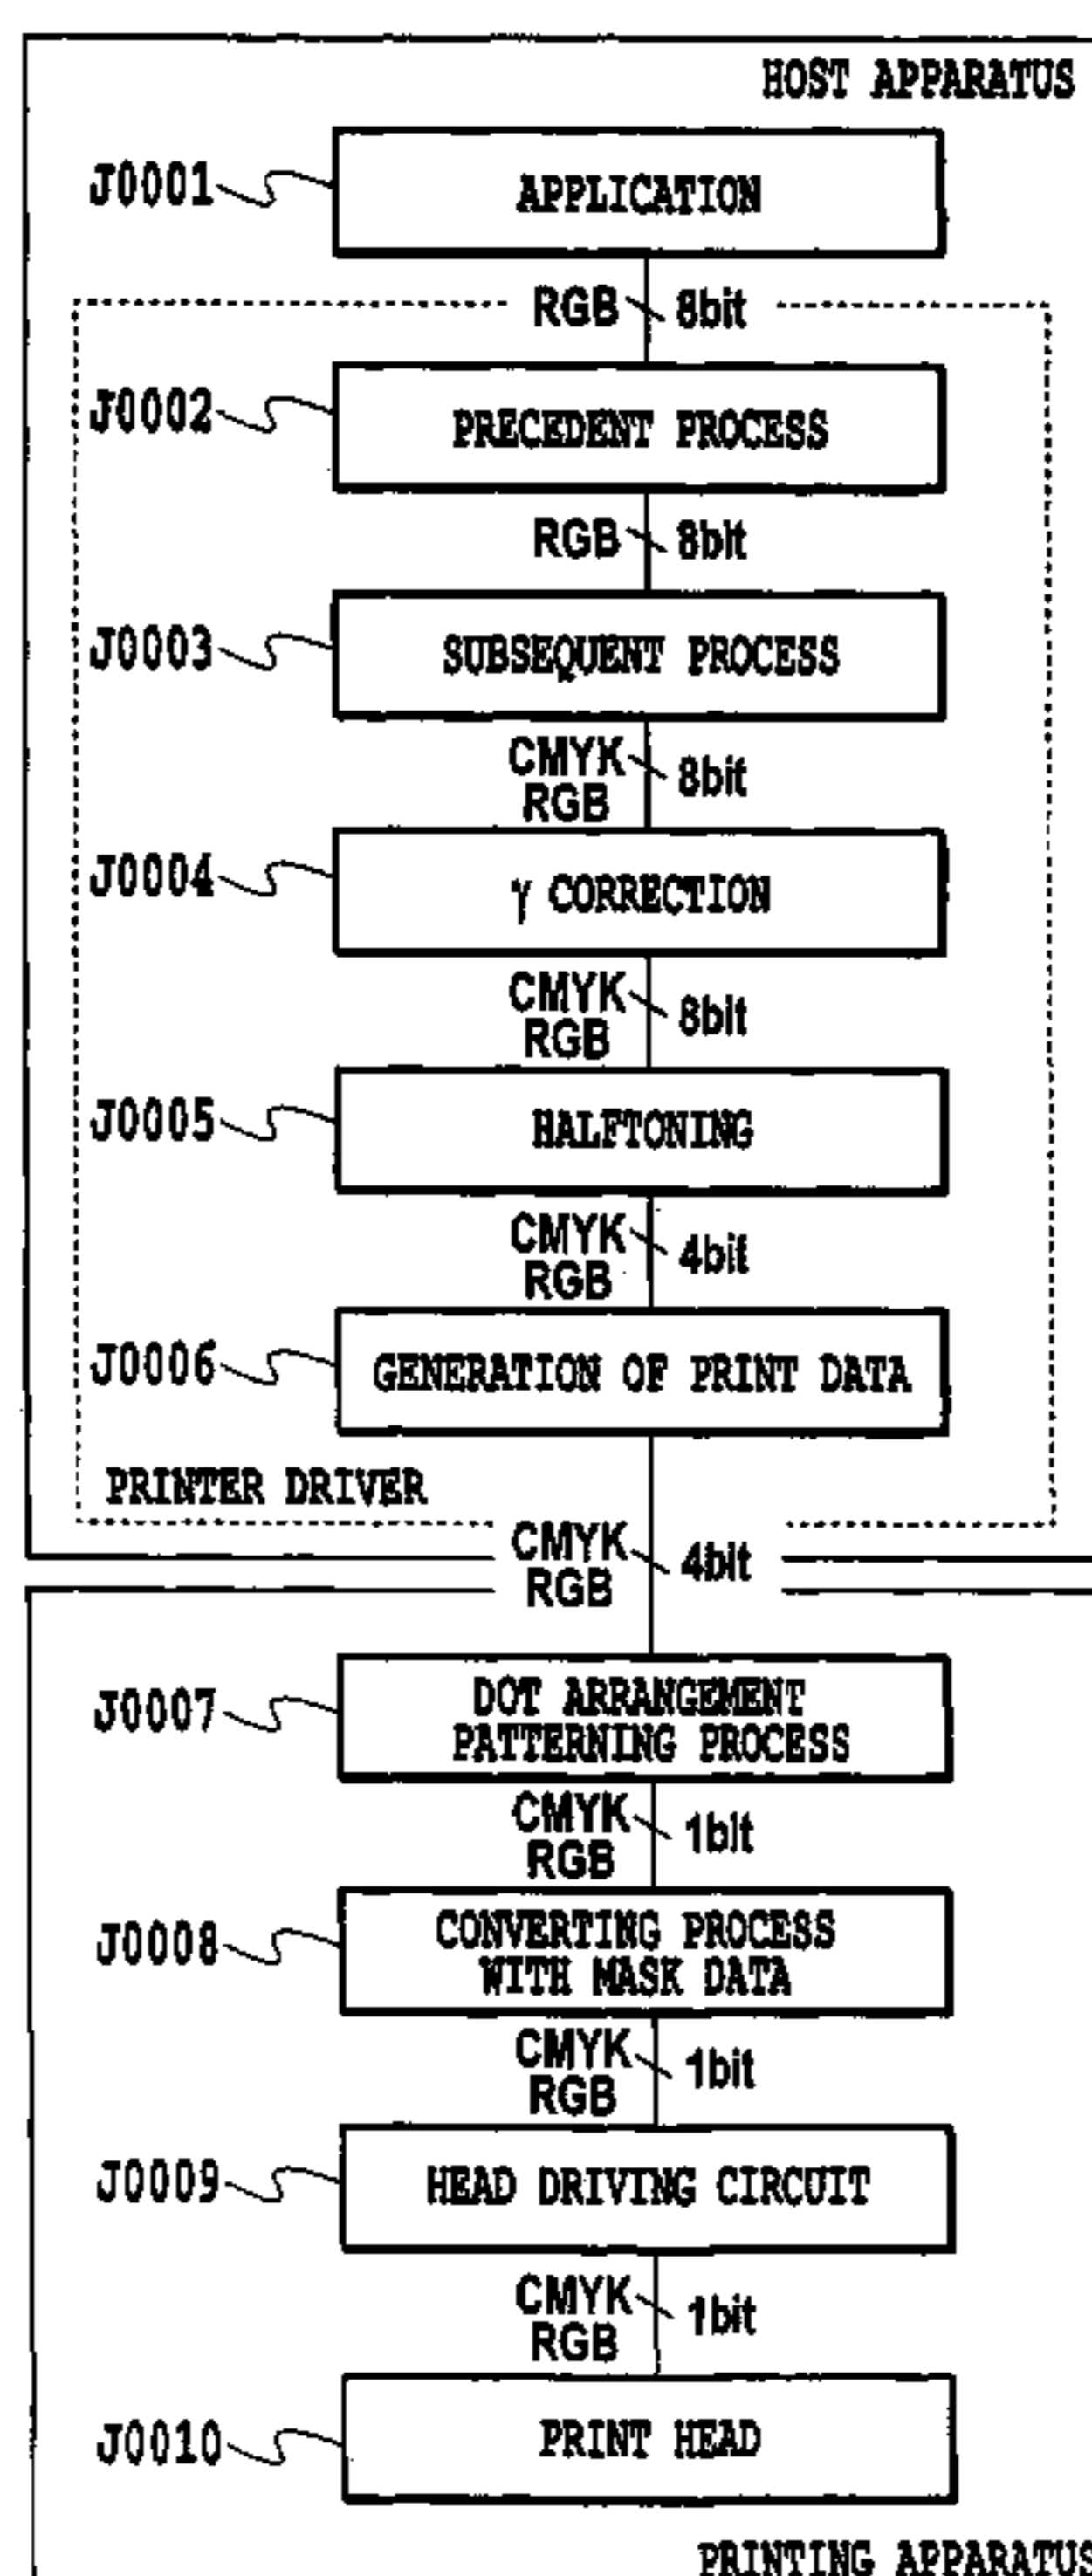 HOST APPARATUS
J0001
APPLICATION
RGB 8bit
J0002
PRECEDENT PROCESS
RGB 8bit
J0003
SUBSEQUENT PROCESS
CMYK
RGB
8bit
J0004
γ CORRECTION
CMYK
RGB
8bit
J0005
HALFTONING
CMYK
RGB
4bit
J0006
GENERATION OF PRINT DATA
PRINTER DRIVER
CMYK
RGB
4bit
J0007
DOT ARRANGEMENT
PATTERNING PROCESS
CMYK
RGB
1bit
J0008
CONVERTING PROCESS
WITH MASK DATA
CMYK
RGB
1bit
J0009
HEAD DRIVING CIRCUIT
CMYK
RGB
1bit
J0010
PRINT HEAD
PRINTING APPARATUS